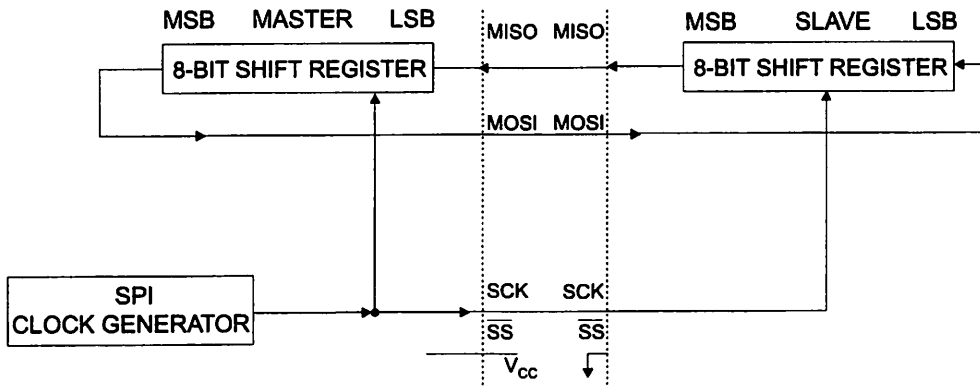 MSB MASTER LSB
8-BIT SHIFT REGISTER
MISO MISO
MSB SLAVE LSB
8-BIT SHIFT REGISTER
MOSI MOSI
SPI
CLOCK GENERATOR
SCK SCK
SS SS
VCC